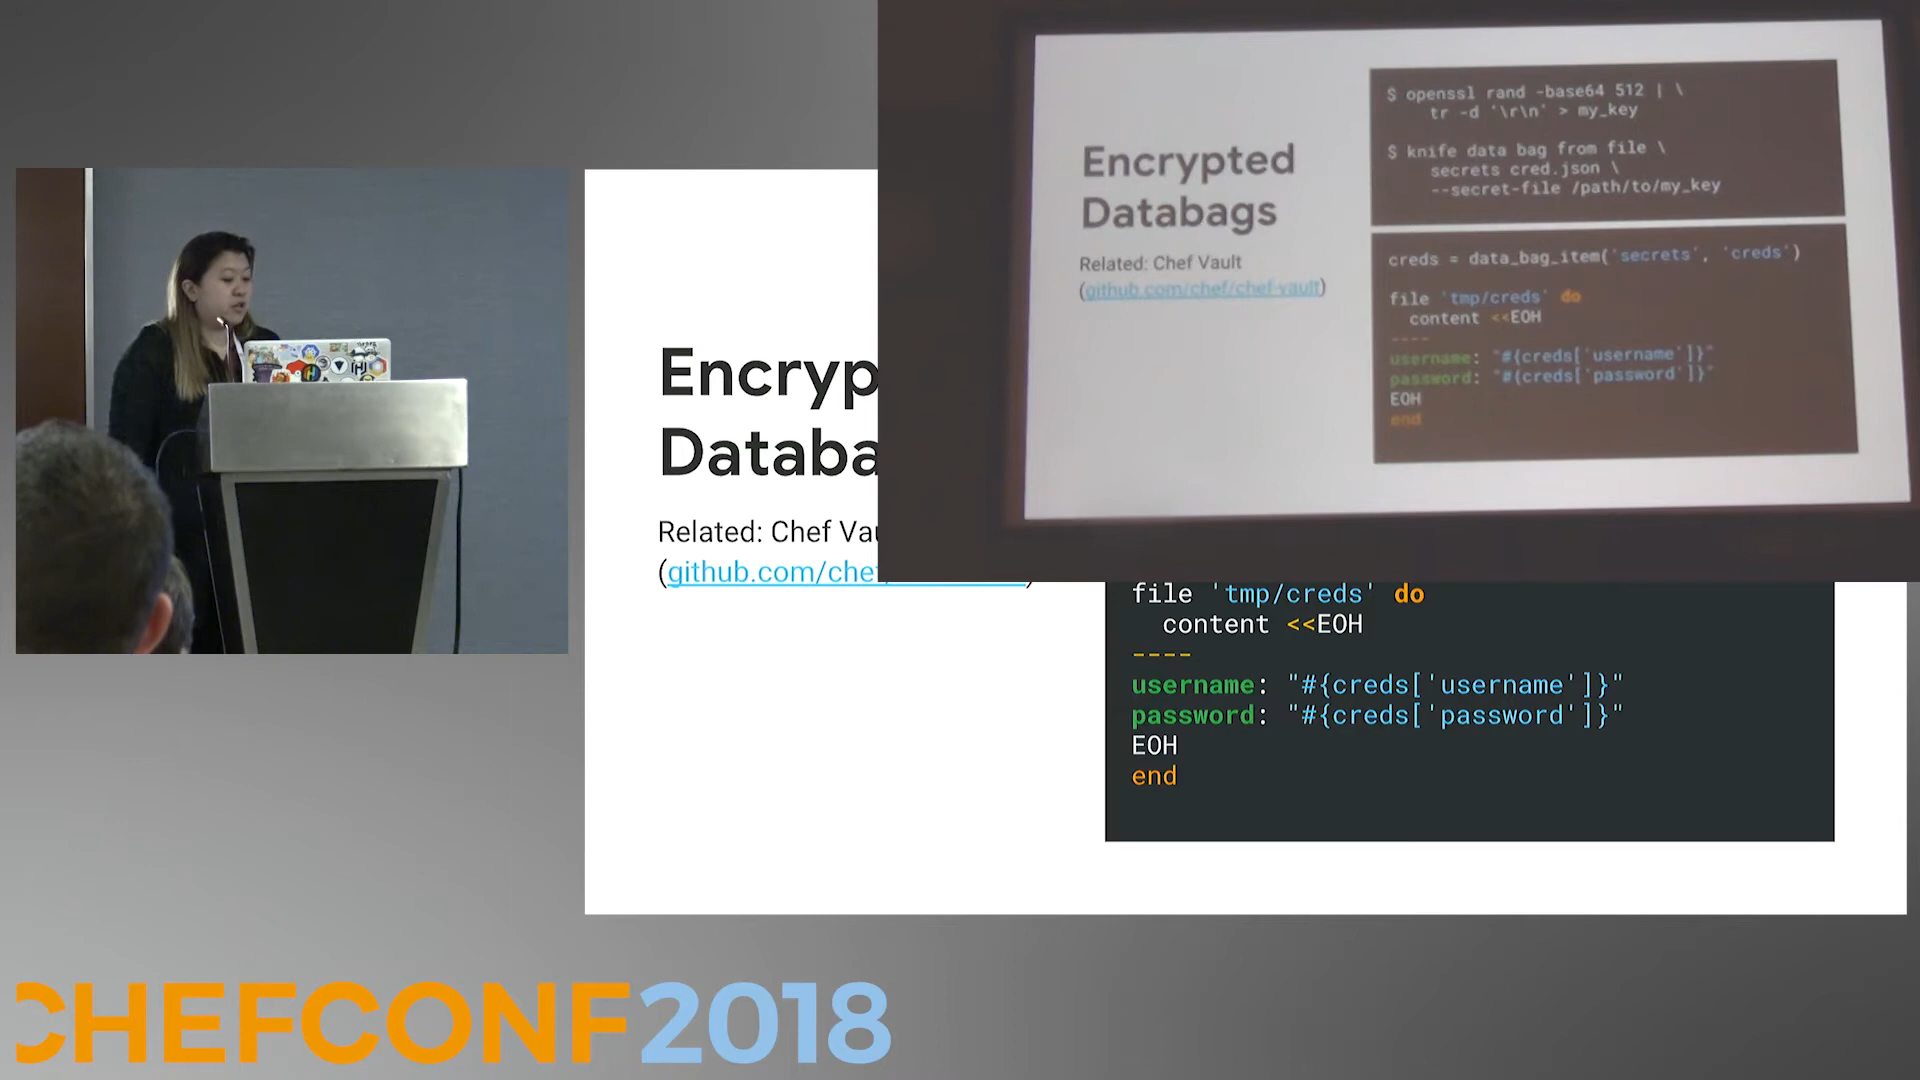 $ openssl rand -base64 512 | \
tr -d '\r\n' > my_key
$ knife data bag from file \
secrets cred.json \
--secret-file /path/to/my_key
Encrypted
Databags
Related: Chef Vault
(github.com/chef/chef-vault)
creds = data_bag_item('secrets', 'creds')
file 'tmp/creds' do
content <<EOH
----
username: "#{creds['username']}"
password: "#{creds['password']}"
EOH
end
Encryp
Databa
Related: Chef Vau
(github.com/chef
file 'tmp/creds' do
content <<EOH
----
username: "#{creds['username']}"
password: "#{creds['password']}"
EOH
end
CHEFCONF2018